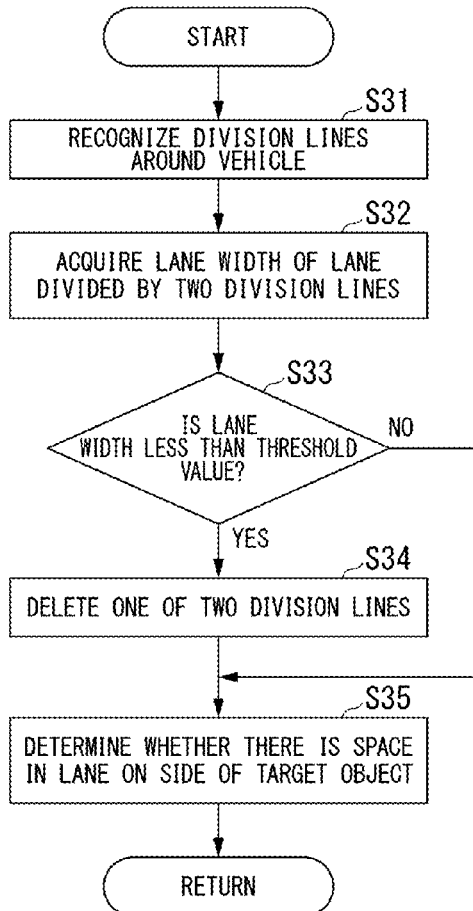 START
S31
RECOGNIZE DIVISION LINES
AROUND VEHICLE
S32
ACQUIRE LANE WIDTH OF LANE
DIVIDED BY TWO DIVISION LINES
S33
IS LANE
WIDTH LESS THAN THRESHOLD
VALUE?
NO
YES
S34
DELETE ONE OF TWO DIVISION LINES
S35
DETERMINE WHETHER THERE IS SPACE
IN LANE ON SIDE OF TARGET OBJECT
RETURN